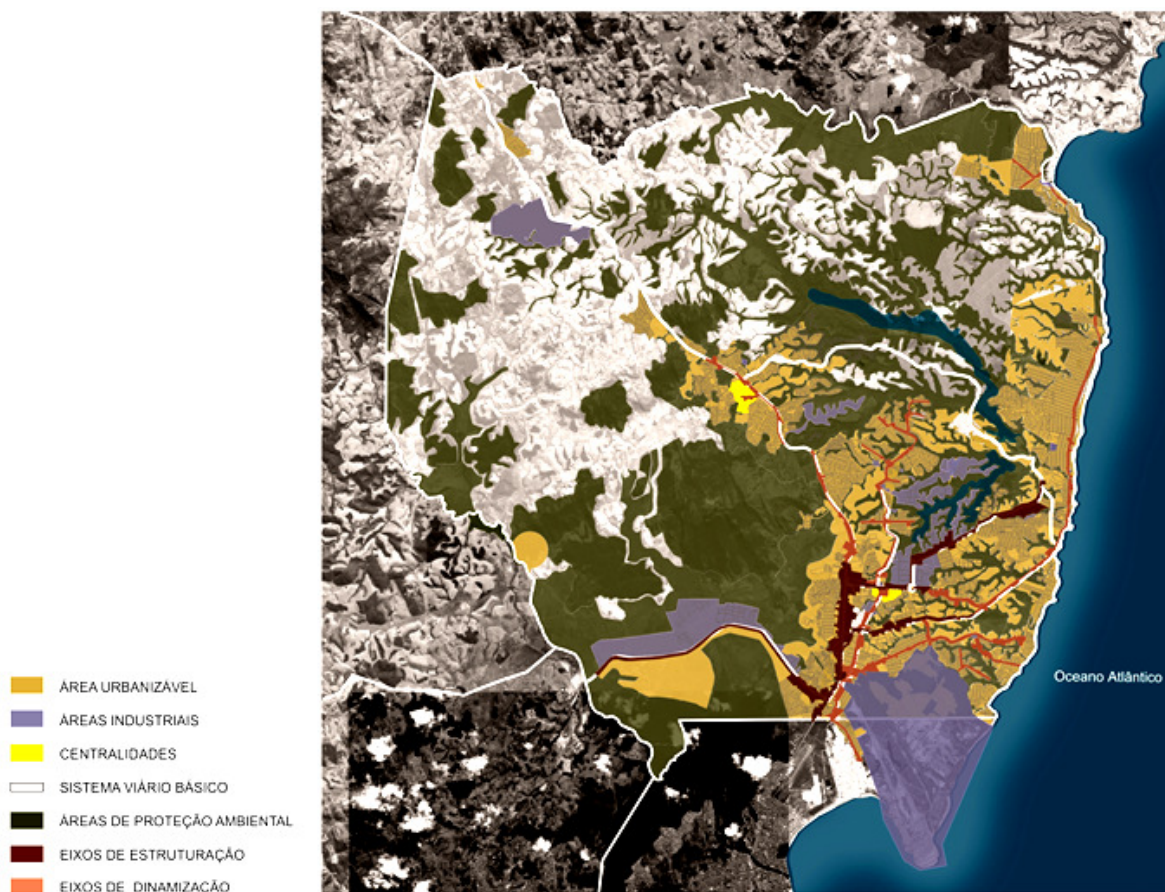 Oceano Atlântico
ÁREA URBANIZÁVEL
ÁREAS INDUSTRIAIS
CENTRALIDADES
SISTEMA VIÁRIO BÁSICO
ÁREAS DE PROTEÇÃO AMBIENTAL
EIXOS DE ESTRUTURAÇÃO
EIXOS DE DINAMIZAÇÃO